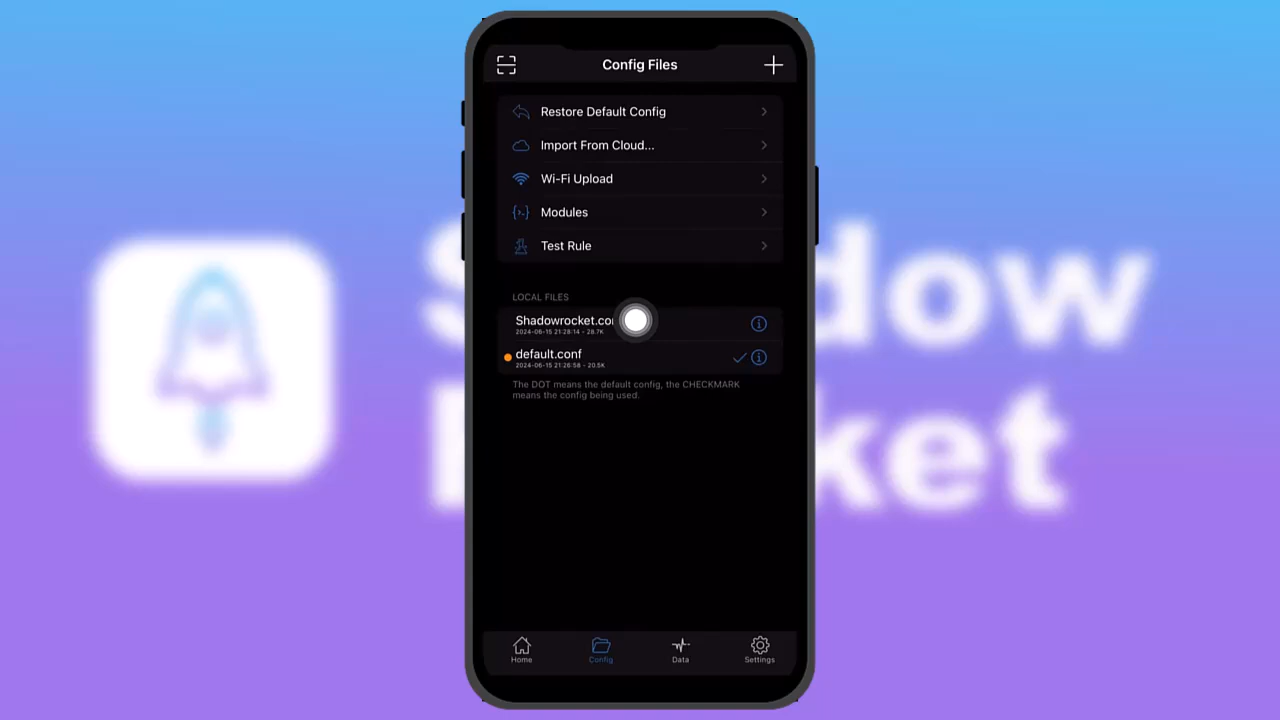 Config Files
Restore Default Config
Import From Cloud...
Wi-Fi Upload
Modules
Test Rule
LOCAL FILES
2024-06-15 21:28:14 - 28.7K
default.conf
2024-06-15 21:26:58 - 20.5K
The DOT means the default config, the CHECKMARK
means the config being used.
Home
Config
Data
Settings